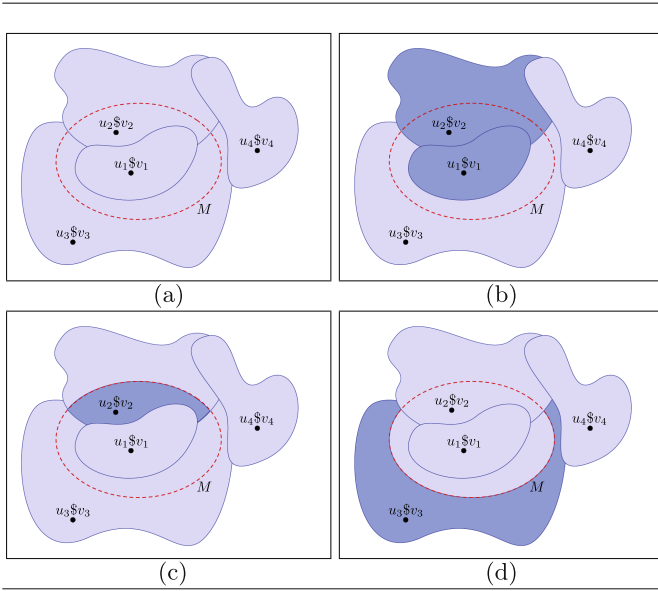 u₂$v₂
u₄$v₄
u₁$v₁
M
u₃$v₃
u₂$v₂
u₄$v₄
u₁$v₁
M
u₃$v₃
(a)
(b)
u₂$v₂
u₄$v₄
u₁$v₁
M
u₃$v₃
u₂$v₂
u₄$v₄
u₁$v₁
M
u₃$v₃
(c)
(d)